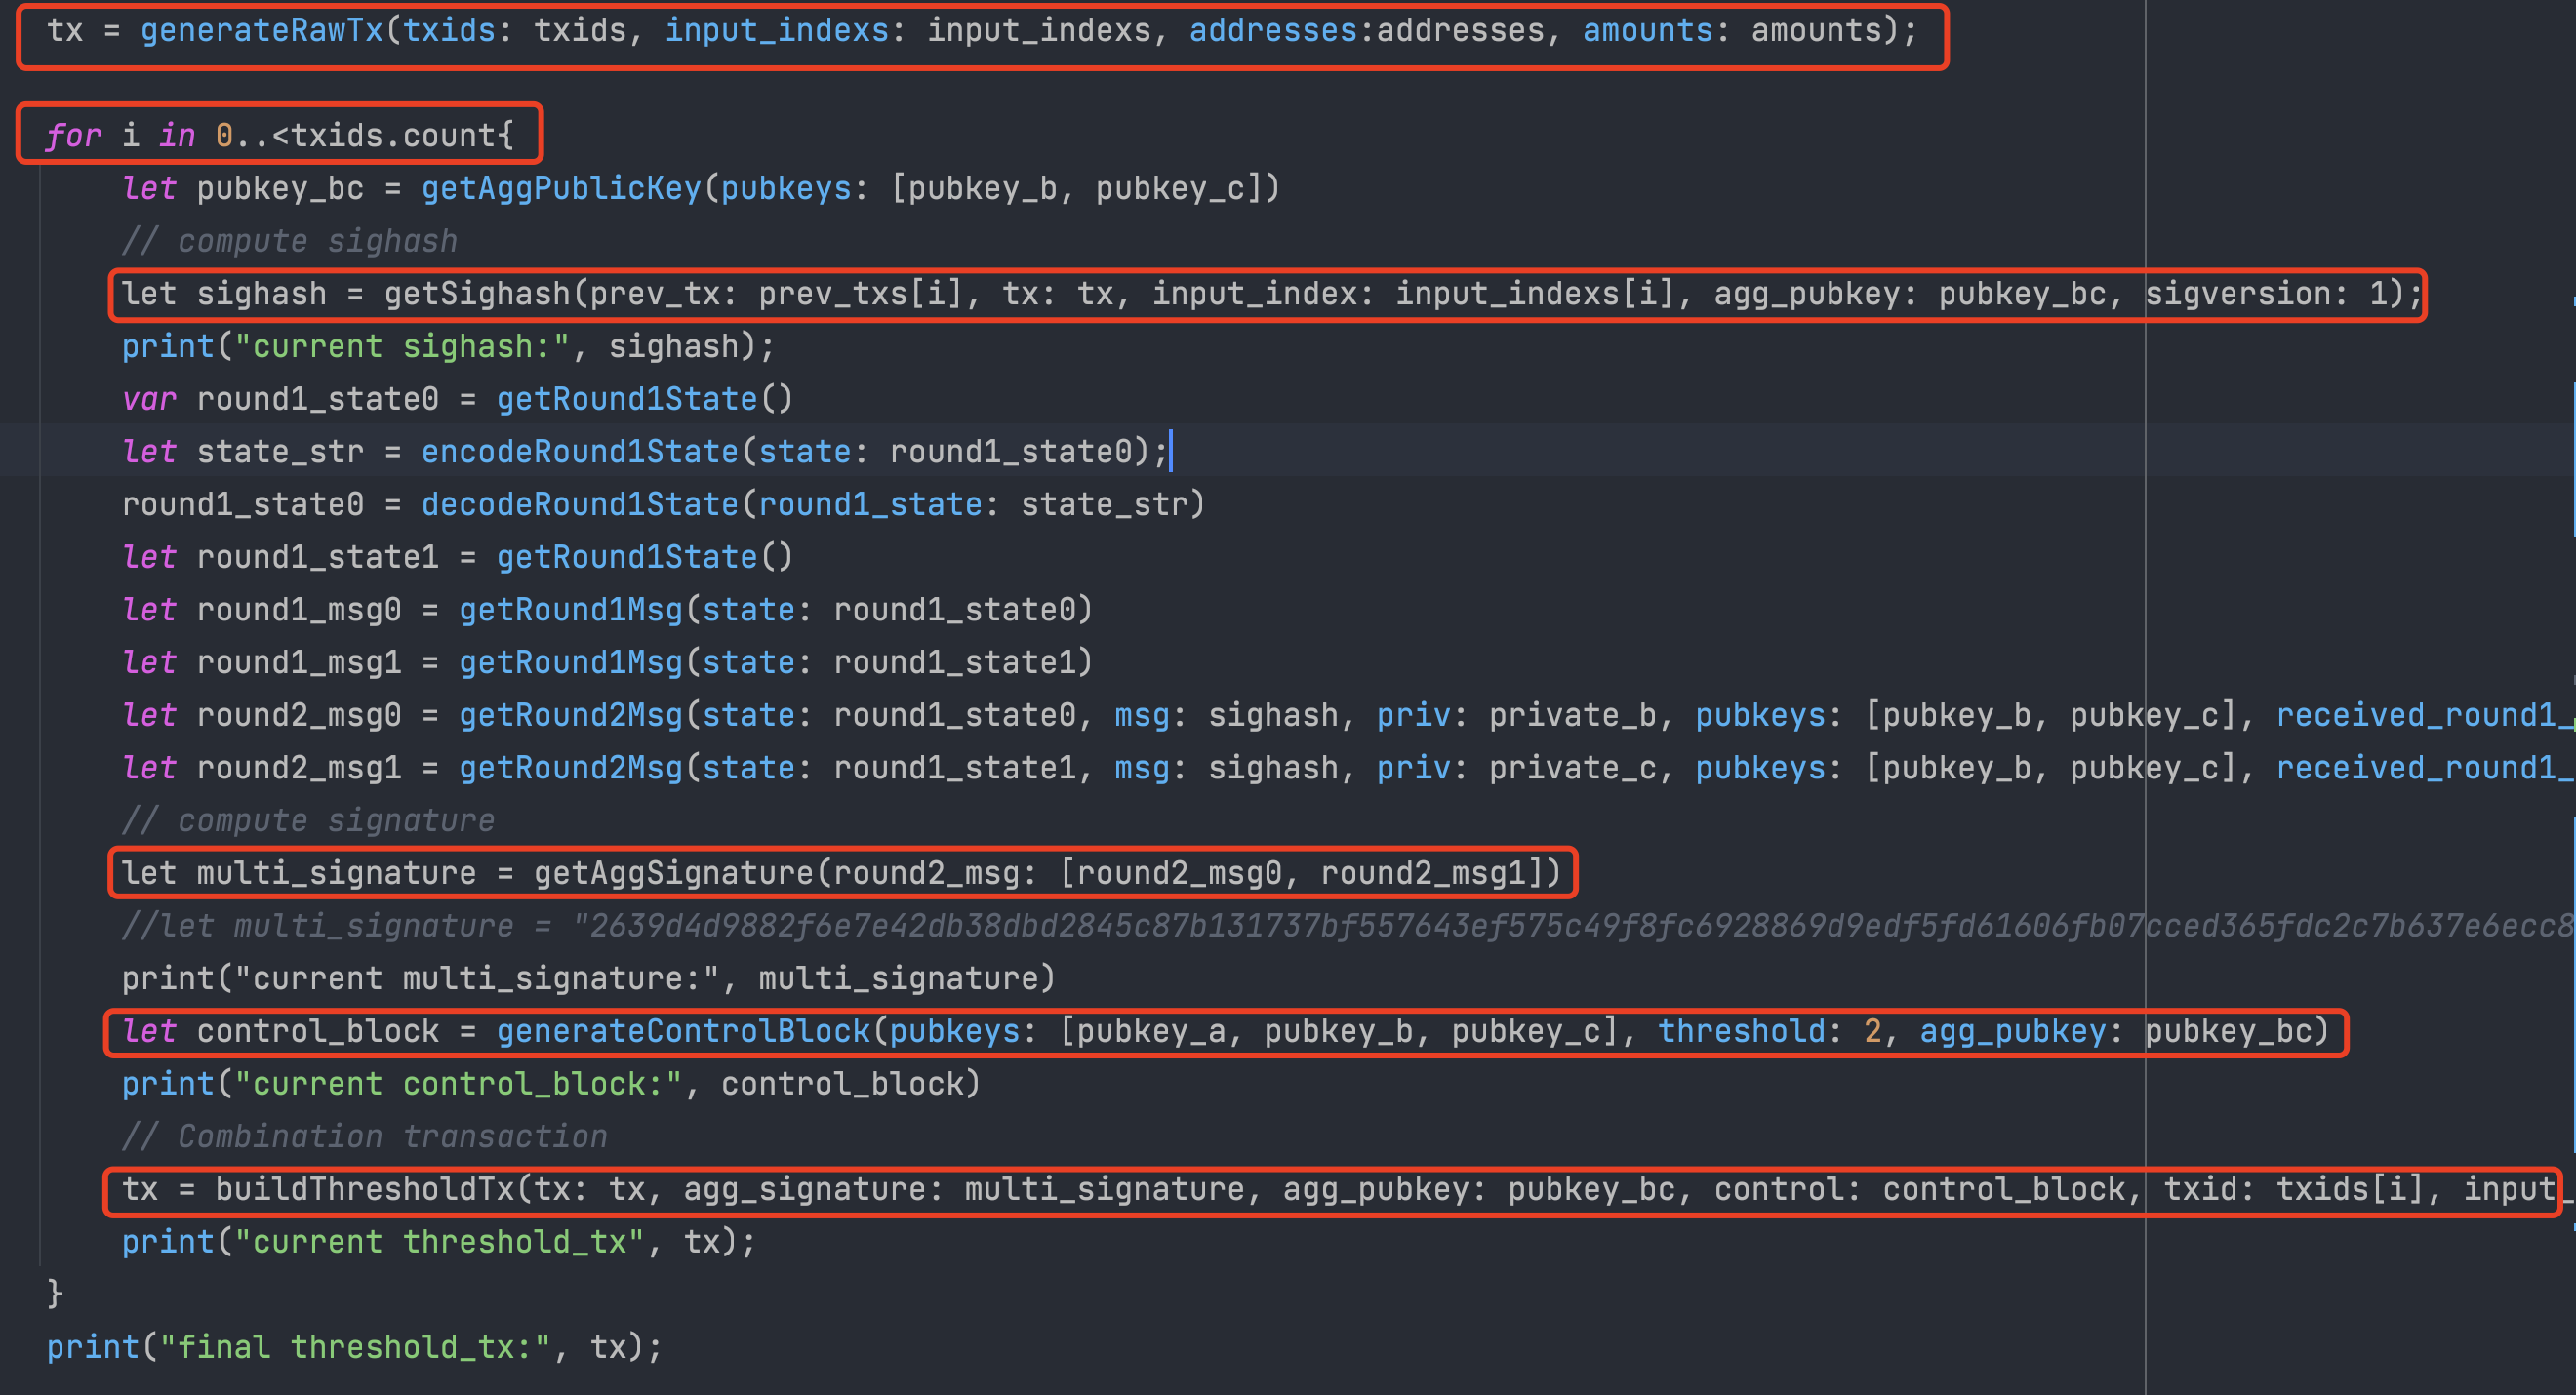 tx = generateRawTx(txids: txids, input_indexs: input_indexs, addresses:addresses, amounts: amounts);
for i in 0..<txids.count{
let pubkey_bc = getAggPublicKey(pubkeys: [pubkey_b, pubkey_c])
// compute sighash
let sighash = getSighash(prev_tx: prev_txs[i], tx: tx, input_index: input_indexs[i], agg_pubkey: pubkey_bc, sigversion: 1);
print("current sighash:", sighash);
var round1_state0 = getRound1State()
let state_str = encodeRound1State(state: round1_state0);
round1_state0 = decodeRound1State(round1_state: state_str)
let round1_state1 = getRound1State()
let round1_msg0 = getRound1Msg(state: round1_state0)
let round1_msg1 = getRound1Msg(state: round1_state1)
let round2_msg0 = getRound2Msg(state: round1_state0, msg: sighash, priv: private_b, pubkeys: [pubkey_b, pubkey_c], received_round1_
let round2_msg1 = getRound2Msg(state: round1_state1, msg: sighash, priv: private_c, pubkeys: [pubkey_b, pubkey_c], received_round1_
// compute signature
let multi_signature = getAggSignature(round2_msg: [round2_msg0, round2_msg1])
//let multi_signature = "2639d4d9882f6e7e42db38dbd2845c87b131737bf557643ef575c49f8fc6928869d9edf5fd61606fb07cced365fdc2c7b637e6ecc8
print("current multi_signature:", multi_signature)
let control_block = generateControlBlock(pubkeys: [pubkey_a, pubkey_b, pubkey_c], threshold: 2, agg_pubkey: pubkey_bc)
print("current control_block:", control_block)
// Combination transaction
tx = buildThresholdTx(tx: tx, agg_signature: multi_signature, agg_pubkey: pubkey_bc, control: control_block, txid: txids[i], input_
print("current threshold_tx", tx);
}
print("final threshold_tx:", tx);